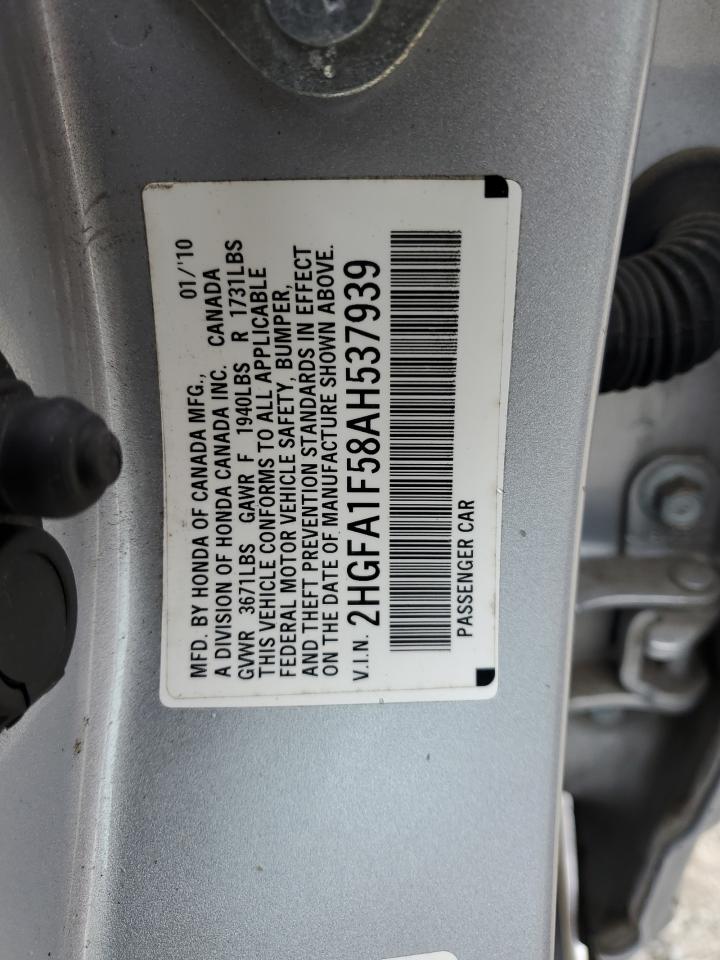 MFD. BY HONDA OF CANADA MFG., 01/'10
A DIVISION OF HONDA CANADA INC. CANADA
GVWR 3671LBS GAWR F 1940LBS R 1731LBS
THIS VEHICLE CONFORMS TO ALL APPLICABLE
FEDERAL MOTOR VEHICLE SAFETY, BUMPER,
AND THEFT PREVENTION STANDARDS IN EFFECT
ON THE DATE OF MANUFACTURE SHOWN ABOVE.
V.I.N. 2HGFA1F58AH537939
PASSENGER CAR